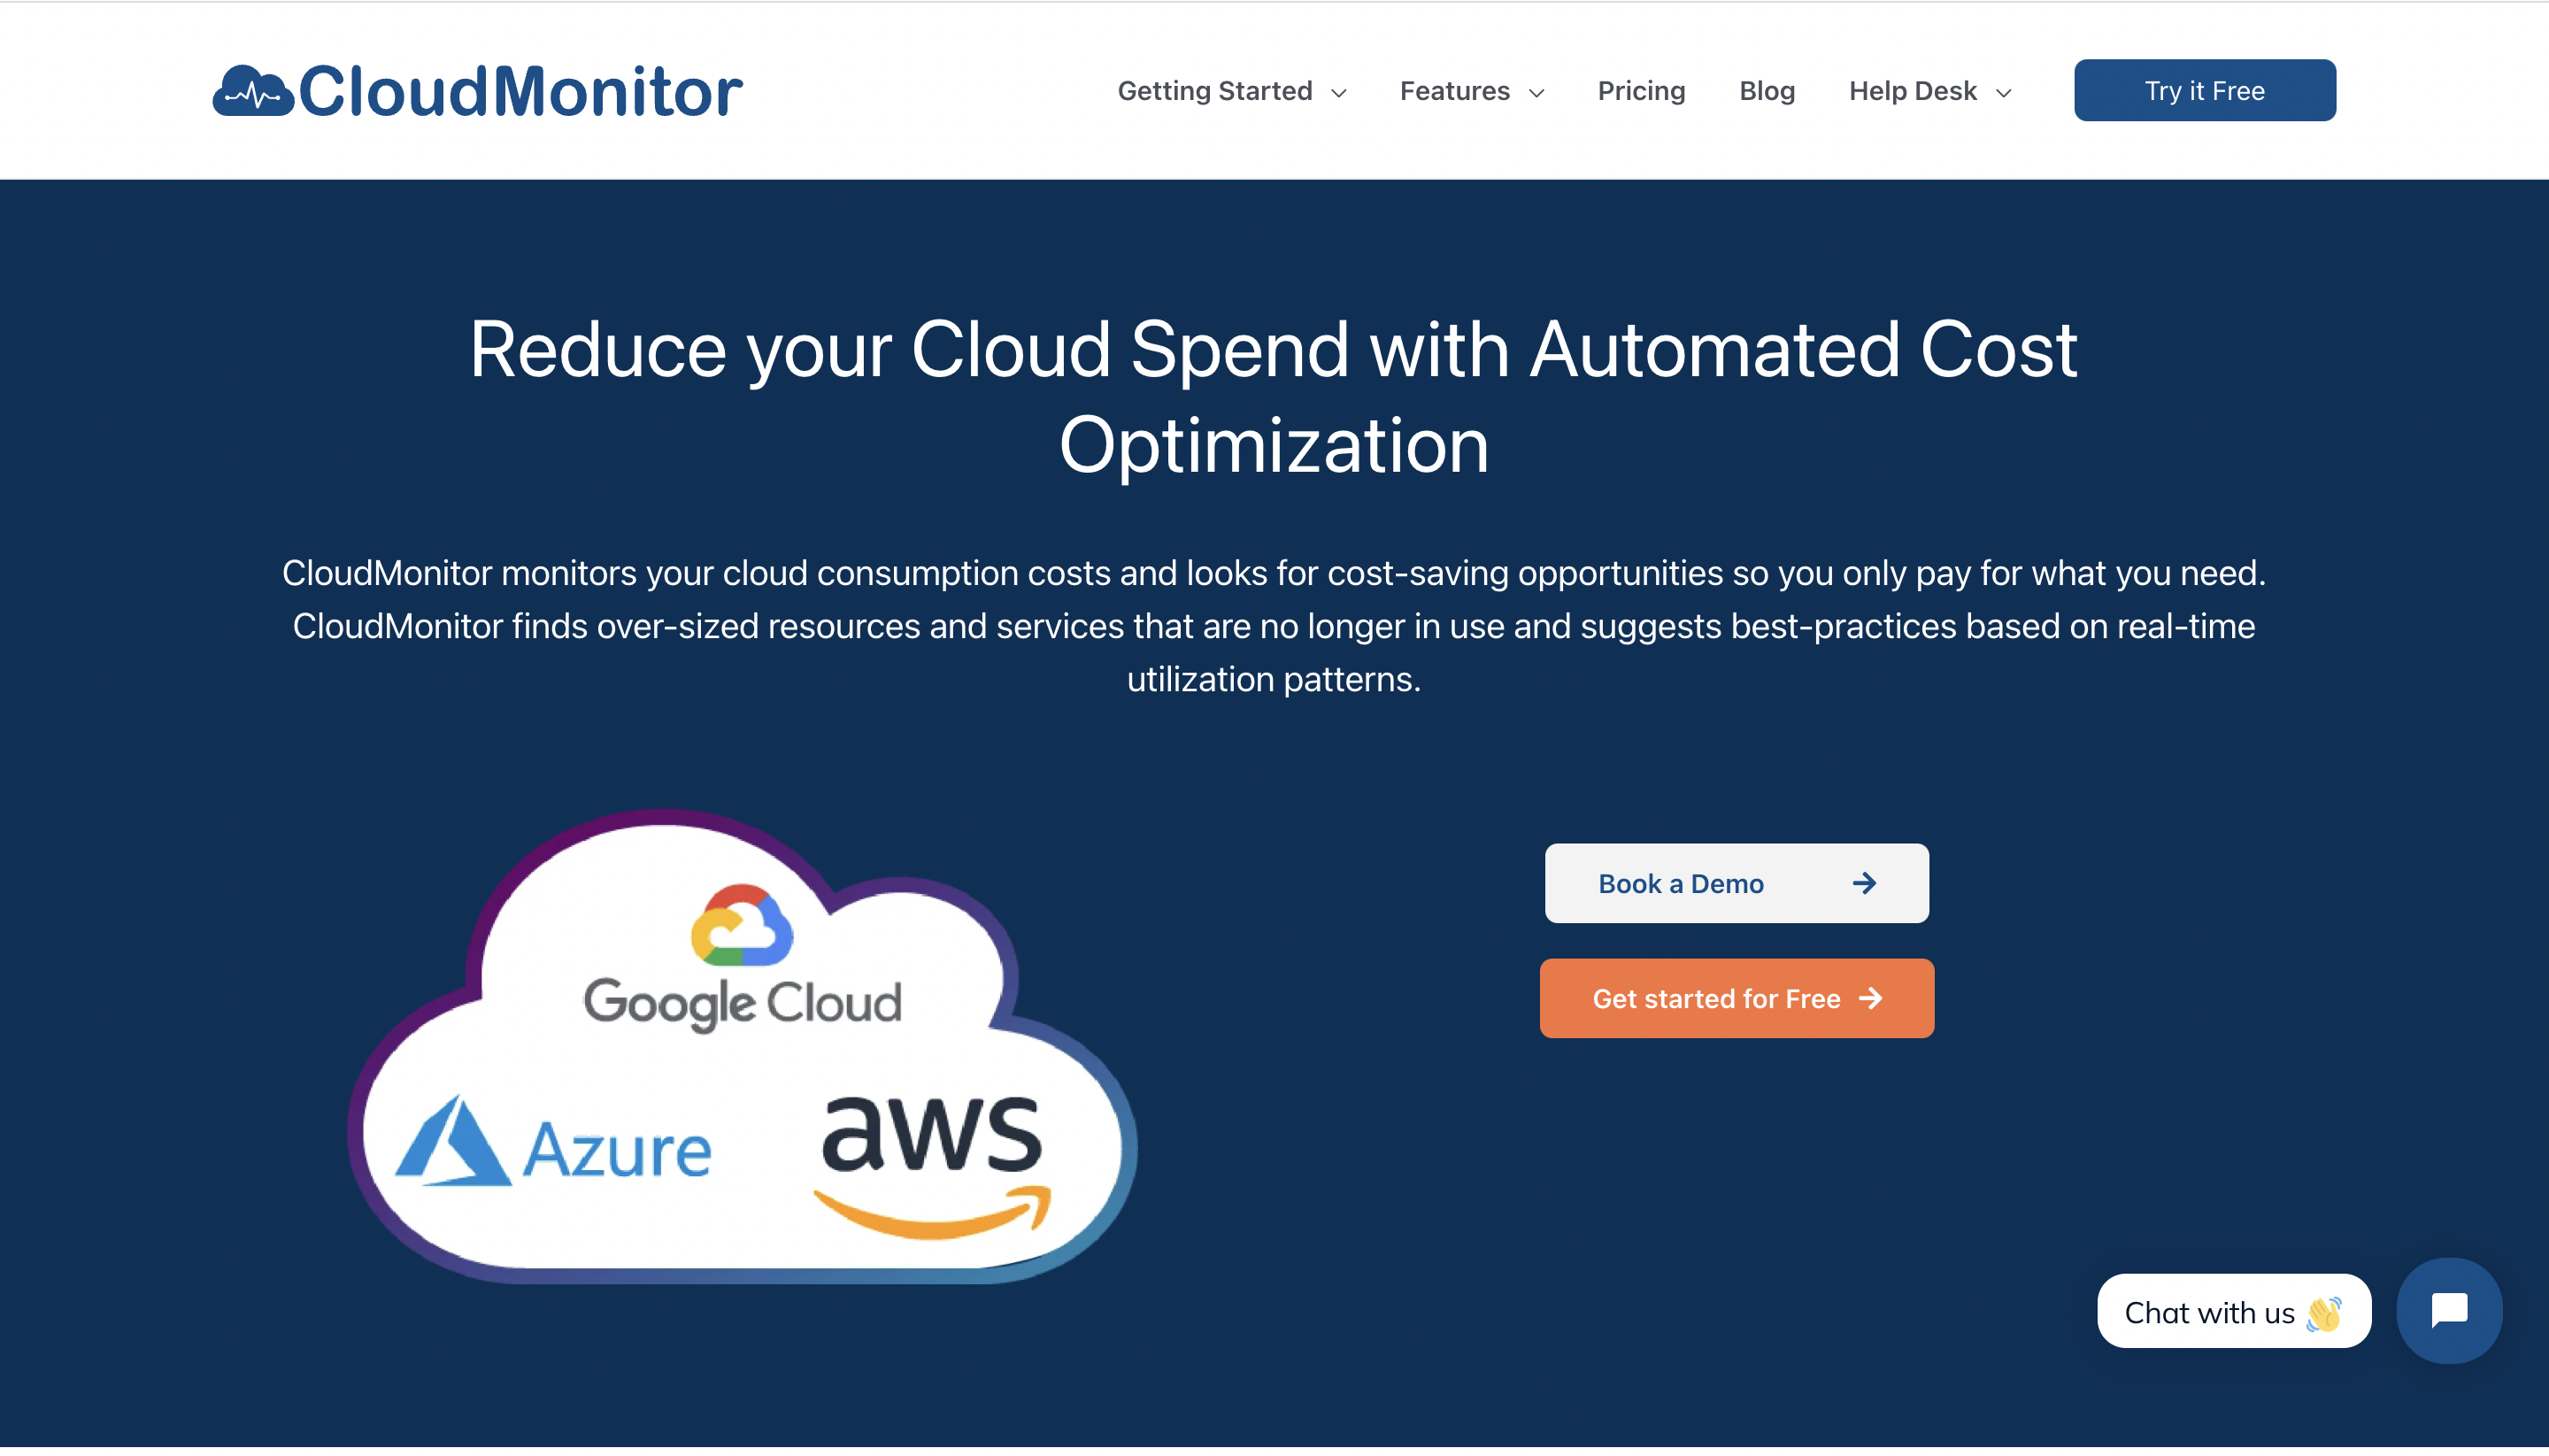 CloudMonitor
Getting Started
Features
Pricing
Blog
Help Desk
Try it Free
Reduce your Cloud Spend with Automated Cost
Optimization
CloudMonitor monitors your cloud consumption costs and looks for cost-saving opportunities so you only pay for what you need.
CloudMonitor finds over-sized resources and services that are no longer in use and suggests best-practices based on real-time
utilization patterns.
Google Cloud
Azure
aws
Book a Demo
Get started for Free
Chat with us 👋